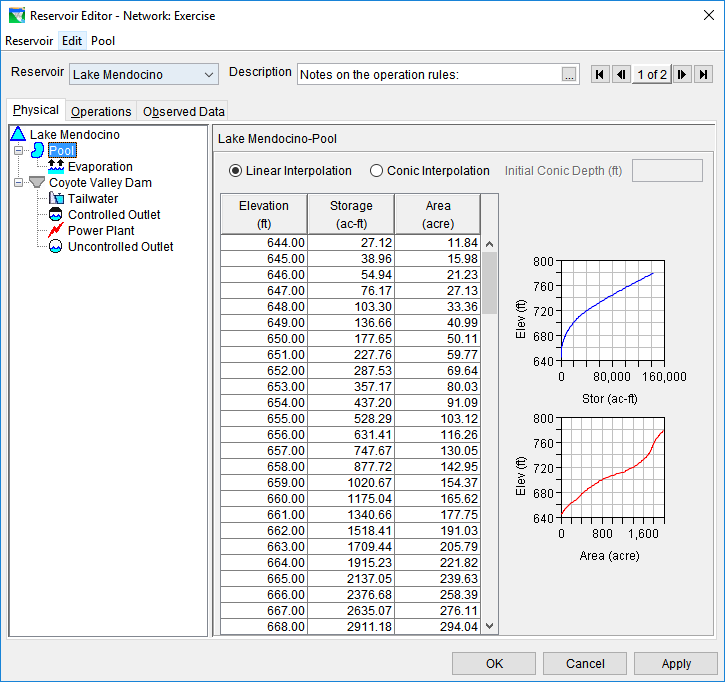 Reservoir Editor - Network: Exercise
Reservoir Edit Pool
Reservoir Lake Mendocino Description Notes on the operation rules: ... 1 of 2
Physical Operations Observed Data
Lake Mendocino
Pool
Evaporation
Coyote Valley Dam
Tailwater
Controlled Outlet
Power Plant
Uncontrolled Outlet
Lake Mendocino-Pool
Linear Interpolation Conic Interpolation Initial Conic Depth (ft)
Elevation Storage Area
(ft) (ac-ft) (acre)
644.00 27.12 11.84
645.00 38.96 15.98
646.00 54.94 21.23
647.00 76.17 27.13
648.00 103.30 33.36
649.00 136.66 40.99
650.00 177.65 50.11
651.00 227.76 59.77
652.00 287.53 69.64
653.00 357.17 80.03
654.00 437.20 91.09
655.00 528.29 103.12
656.00 631.41 116.26
657.00 747.67 130.05
658.00 877.72 142.95
659.00 1020.67 154.37
660.00 1175.04 165.62
661.00 1340.66 177.75
662.00 1518.41 191.03
663.00 1709.44 205.79
664.00 1915.23 221.82
665.00 2137.05 239.63
666.00 2376.68 258.39
667.00 2635.07 276.11
668.00 2911.18 294.04
Elev (ft)
800
760
720
680
640
0 80,000 160,000
Stor (ac-ft)
Elev (ft)
800
760
720
680
640
0 800 1,600
Area (acre)
OK Cancel Apply